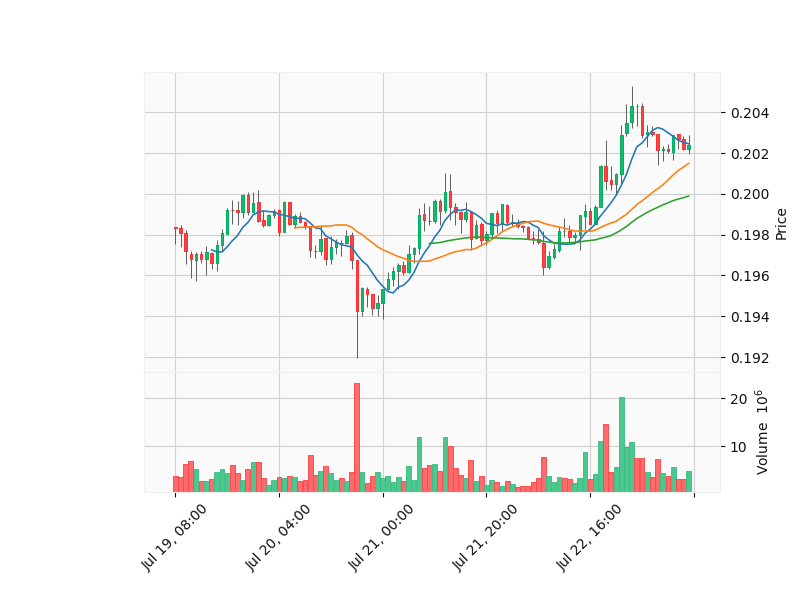 0.204
0.202
0.200
0.198
0.196
0.194
0.192
Price
20
10
Volume 10^6
Jul 19, 08:00
Jul 20, 04:00
Jul 21, 00:00
Jul 21, 20:00
Jul 22, 16:00